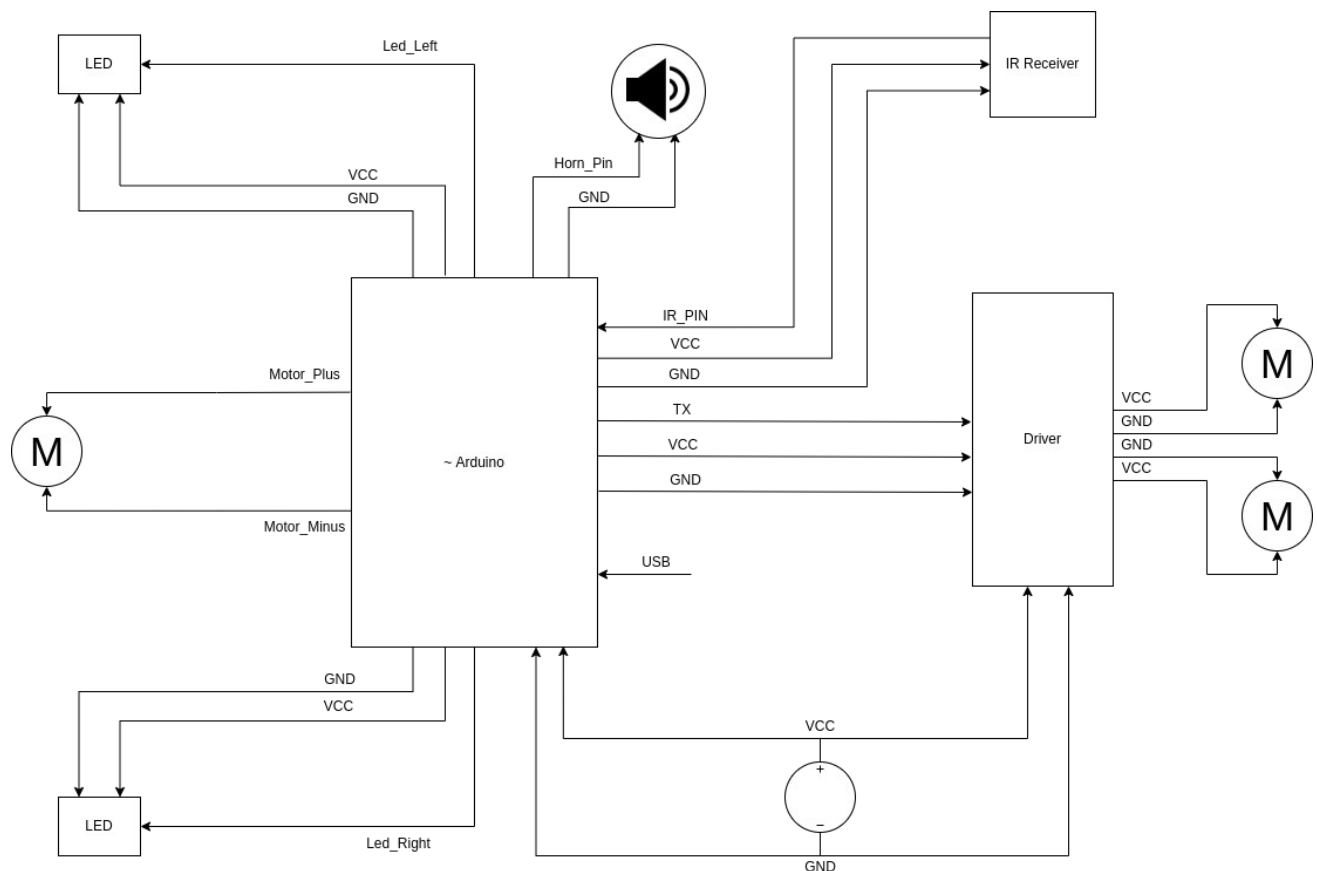 Led_Left
LED
IR Receiver
Horn_Pin
VCC
GND
GND
IR_PIN
VCC
GND
Motor_Plus
TX
VCC
GND
M
~ Arduino
Driver
VCC
GND
GND
VCC
M
M
Motor_Minus
USB
GND
VCC
VCC
+
−
LED
Led_Right
GND